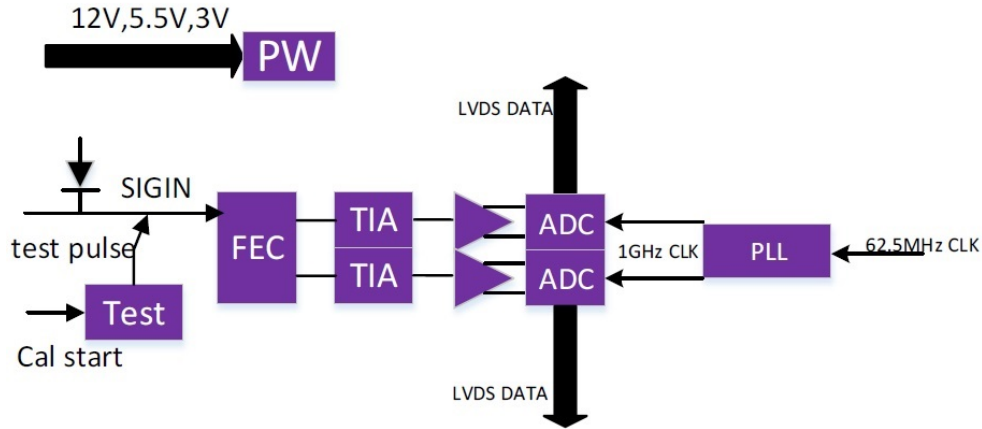 12V,5.5V,3V
PW
LVDS DATA
SIGIN
test pulse
FEC
TIA
TIA
ADC
ADC
1GHz CLK
PLL
62.5MHz CLK
Test
Cal start
LVDS DATA